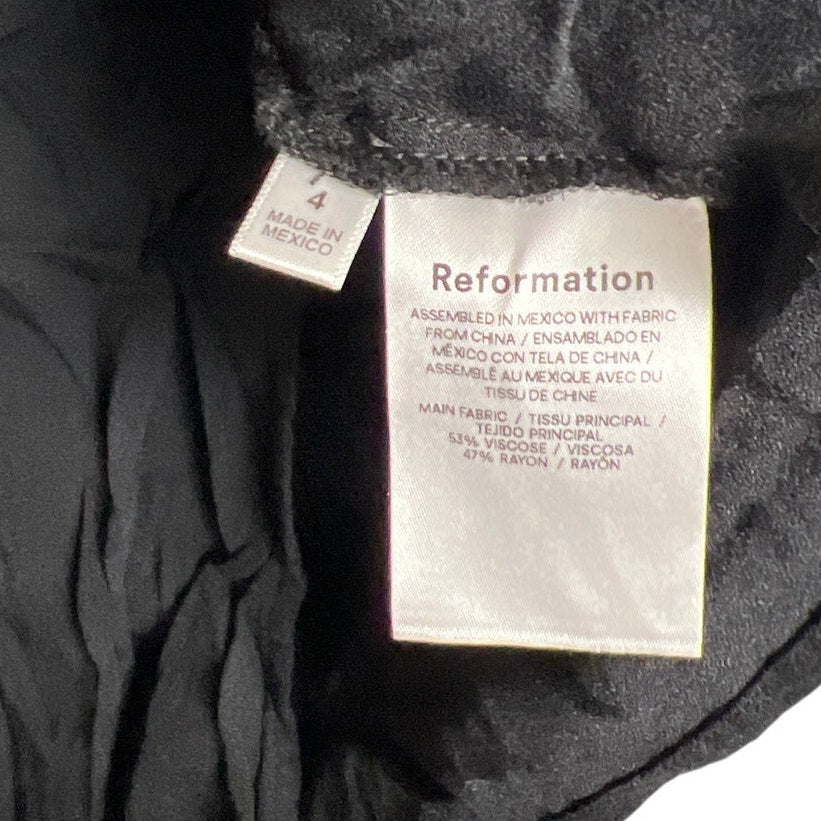 4
MADE IN
MEXICO
Reformation
ASSEMBLED IN MEXICO WITH FABRIC
FROM CHINA / ENSAMBLADO EN
MÉXICO CON TELA DE CHINA /
ASSEMBLÉ AU MEXIQUE AVEC DU
TISSU DE CHINE
MAIN FABRIC / TISSU PRINCIPAL /
TEJIDO PRINCIPAL
53% VISCOSE / VISCOSA
47% RAYON / RAYÓN